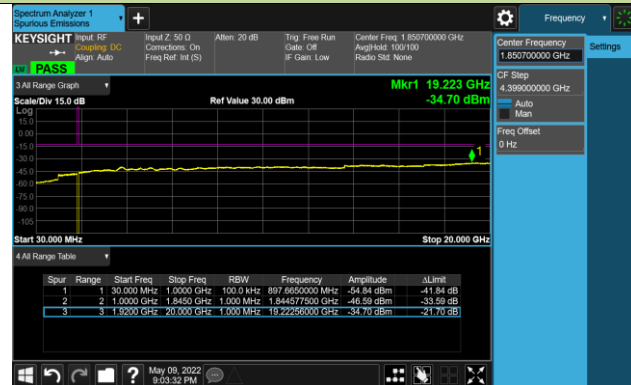 Spectrum Analyzer 1
Spurious Emissions
Frequency
KEYSIGHT Input: RF Input Z: 50 Ω Atten: 20 dB Trig: Free Run Center Freq: 1.850700000 GHz
Coupling: DC Corrections: On Gate: Off Avg|Hold: 100/100
Align: Auto Freq Ref: Int (S) IF Gain: Low Radio Std: None
PASS
Center Frequency
1.850700000 GHz
Settings
CF Step
4.399000000 GHz
Auto
Man
Freq Offset
0 Hz
3 All Range Graph Mkr1 19.223 GHz
Scale/Div 15.0 dB Ref Value 30.00 dBm -34.70 dBm
Log
15.0
0.00
-15.0
-30.0
-45.0
-60.0
-75.0
-90.0
-105
1
Start 30.000 MHz Stop 20.000 GHz
4 All Range Table
Spur Range Start Freq Stop Freq RBW Frequency Amplitude ΔLimit
1 1 30.000 MHz 1.0000 GHz 100.0 kHz 897.6650000 MHz -54.84 dBm -41.84 dB
2 2 1.0000 GHz 1.8450 GHz 1.000 MHz 1.844577500 GHz -46.59 dBm -33.59 dB
3 3 1.9200 GHz 20.000 GHz 1.000 MHz 19.22256000 GHz -34.70 dBm -21.70 dB
? May 09, 2022
9:03:32 PM